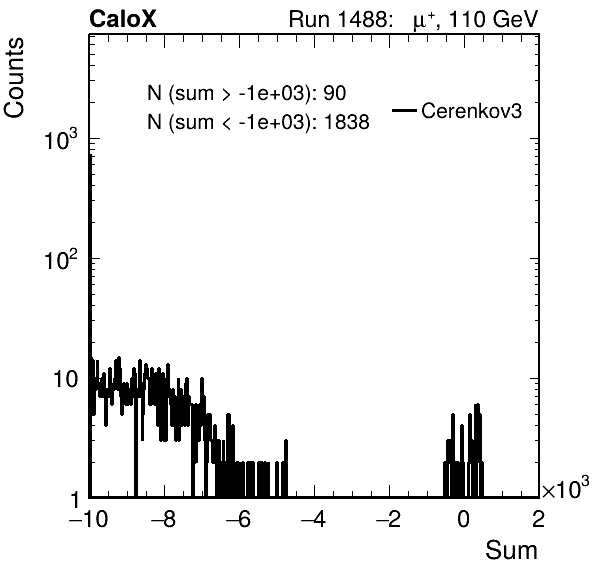 CaloX Run 1488: μ⁺, 110 GeV
Counts
N (sum > -1e+03): 90
N (sum < -1e+03): 1838
Cerenkov3
10³
10²
10
1
−10 −8 −6 −4 −2 0 2
×10³
Sum